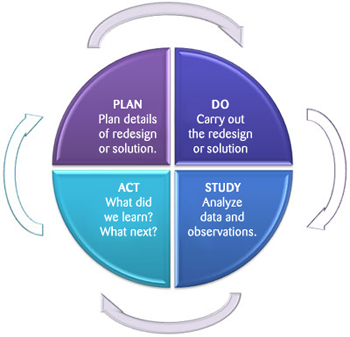 PLAN
Plan details
of redesign
or solution.
DO
Carry out
the redesign
or solution
ACT
What did
we learn?
What next?
STUDY
Analyze
data and
observations.